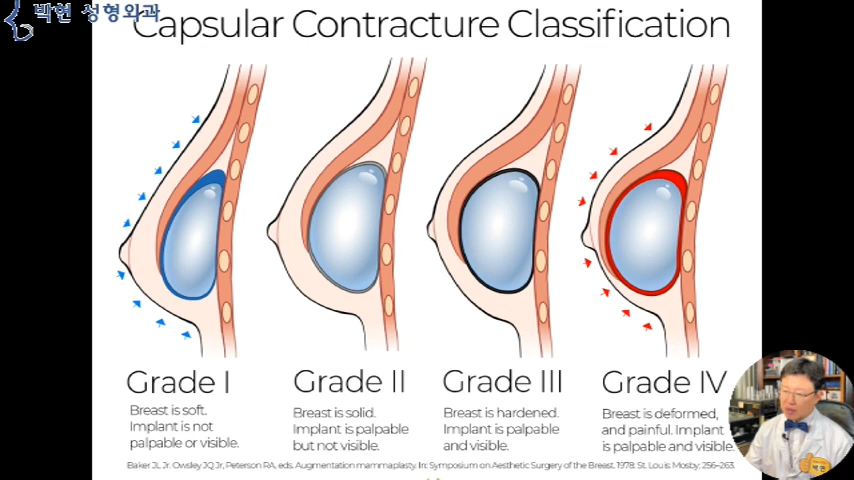 박현 성형외과
Capsular Contracture Classification
Grade I
Breast is soft.
Implant is not
palpable or visible.
Grade II
Breast is solid.
Implant is palpable
but not visible.
Grade III
Breast is hardened.
Implant is palpable
and visible.
Grade IV
Breast is deformed,
and painful. Implant
is palpable and visible.
Baker JL Jr. Owsley JQ Jr, Peterson RA, eds. Augmentation mammaplasty. In: Symposium on Aesthetic Surgery of the Breast. 1978: St. Louis: Mosby; 256-263.